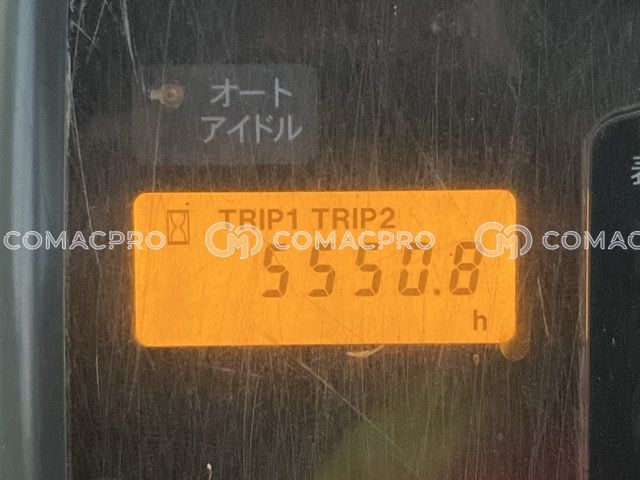 オート
アイドル
TRIP1 TRIP2
COMACPRO COMACPRO COMACPRO
5550.8
h